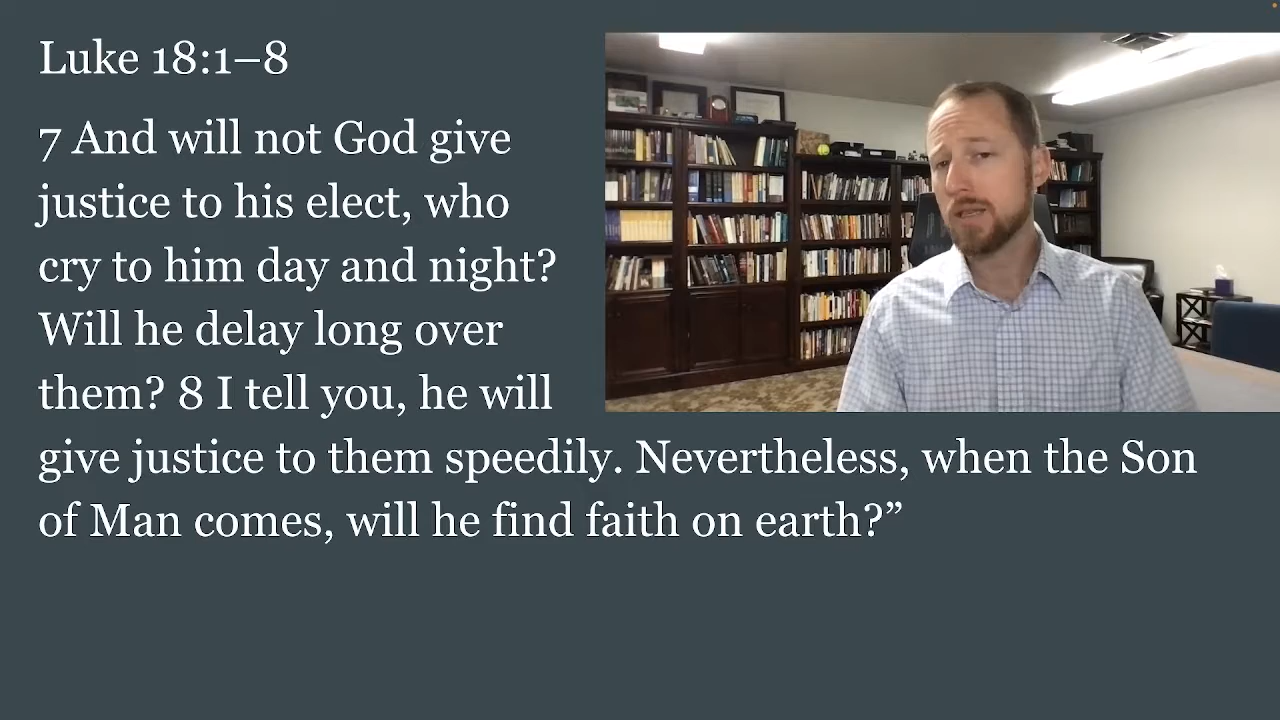 Luke 18:1–8
7 And will not God give
justice to his elect, who
cry to him day and night?
Will he delay long over
them? 8 I tell you, he will
give justice to them speedily. Nevertheless, when the Son
of Man comes, will he find faith on earth?”